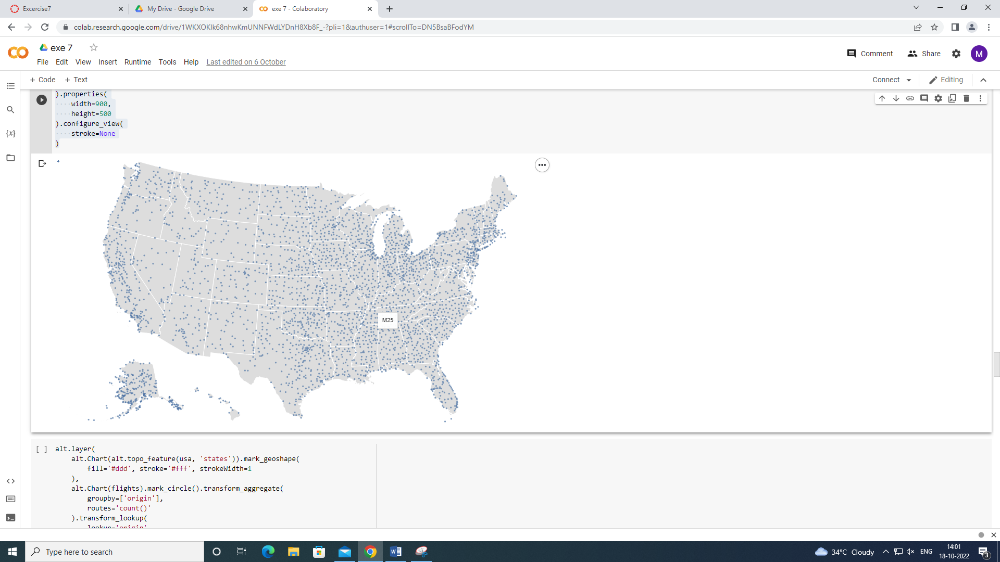 Excercise7
My Drive - Google Drive
exe 7 - Colaboratory
colab.research.google.com/drive/1WKXOKlk68nhwKmUNNFWdLYDnH8Xb8F_-?pli=1&authuser=1#scrollTo=DN5BsaBFodYM
exe 7
Comment
Share
M
File Edit View Insert Runtime Tools Help Last edited on 6 October
+ Code + Text
Connect
Editing
).properties(
width=900,
height=500
).configure_view(
stroke=None
)
{x}
M25
[ ] alt.layer(
alt.Chart(alt.topo_feature(usa, 'states')).mark_geoshape(
fill='#ddd', stroke='#fff', strokeWidth=1
),
alt.Chart(flights).mark_circle().transform_aggregate(
groupby=['origin'],
routes='count()'
).transform_lookup(
lookup='origin'
Type here to search
34°C Cloudy
ENG
14:01
18-10-2022
3